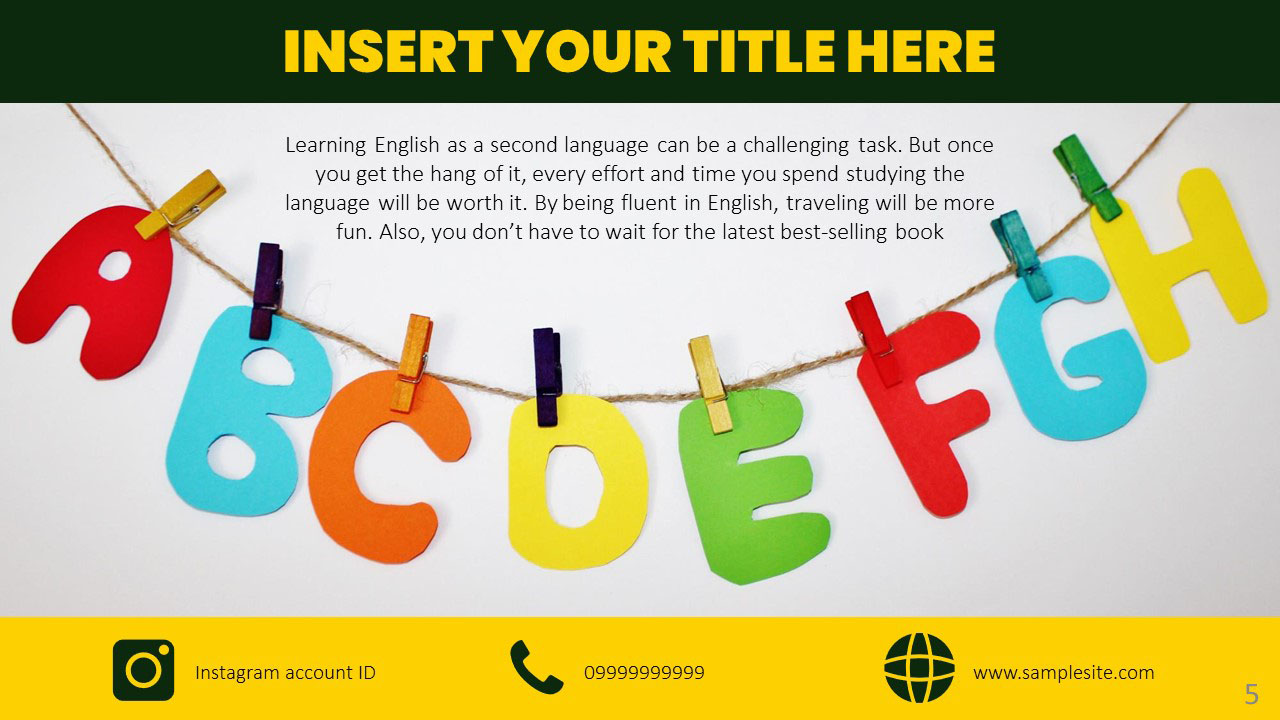 INSERT YOUR TITLE HERE
Learning English as a second language can be a challenging task. But once
you get the hang of it, every effort and time you spend studying the
language will be worth it. By being fluent in English, traveling will be more
fun. Also, you don’t have to wait for the latest best-selling book
A B C D E F G H
Instagram account ID
09999999999
www.samplesite.com
5